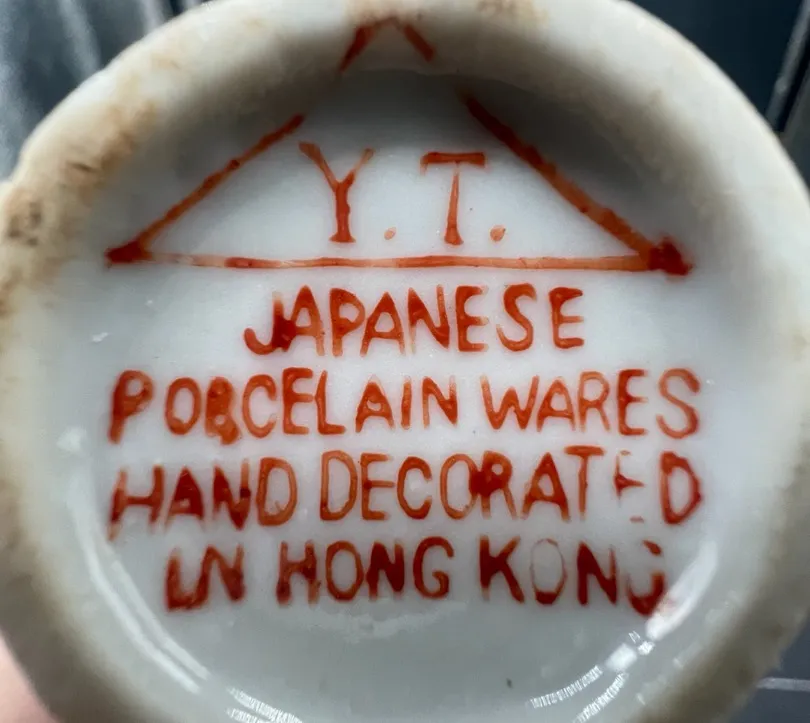 Y.T.
JAPANESE
PORCELAIN WARES
HAND DECORATED
IN HONG KONG